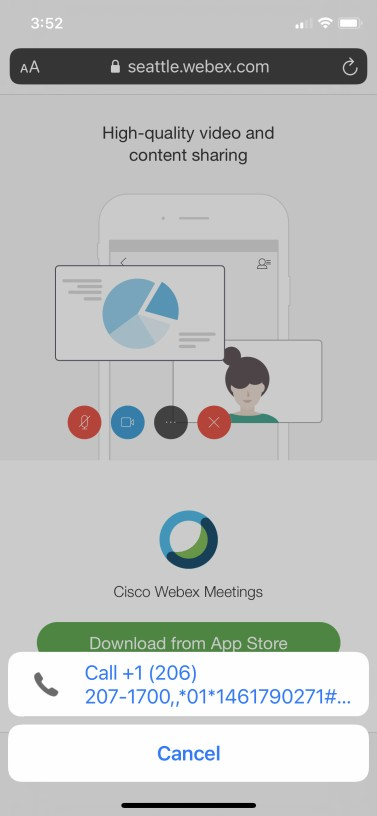 3:52
AA seattle.webex.com
High-quality video and
content sharing
Cisco Webex Meetings
Download from App Store
Call +1 (206)
207-1700,,*01*1461790271#...
Cancel